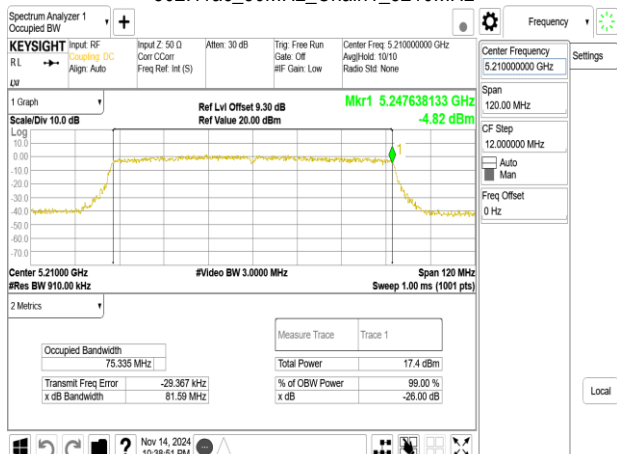 Spectrum Analyzer 1
Occupied BW
+
Frequency
KEYSIGHT
RL
Input: RF
Coupling: DC
Align: Auto
Input Z: 50 Ω
Corr CCorr
Freq Ref: Int (S)
Atten: 30 dB
Trig: Free Run
Gate: Off
#IF Gain: Low
Center Freq: 5.210000000 GHz
Avg|Hold: 10/10
Radio Std: None
Center Frequency
5.210000000 GHz
Settings
Span
120.00 MHz
CF Step
12.000000 MHz
Auto
Man
Freq Offset
0 Hz
Local
1 Graph
Scale/Div 10.0 dB
Ref Lvl Offset 9.30 dB
Ref Value 20.00 dBm
Mkr1 5.247638133 GHz
-4.82 dBm
Log
10.0
0.00
-10.0
-20.0
-30.0
-40.0
-50.0
-60.0
-70.0
1
Center 5.21000 GHz
#Res BW 910.00 kHz
#Video BW 3.0000 MHz
Span 120 MHz
Sweep 1.00 ms (1001 pts)
2 Metrics
Measure Trace Trace 1
Occupied Bandwidth
75.335 MHz
Total Power 17.4 dBm
Transmit Freq Error -29.367 kHz
% of OBW Power 99.00 %
x dB Bandwidth 81.59 MHz
x dB -26.00 dB
?
Nov 14, 2024
10:38:51 PM